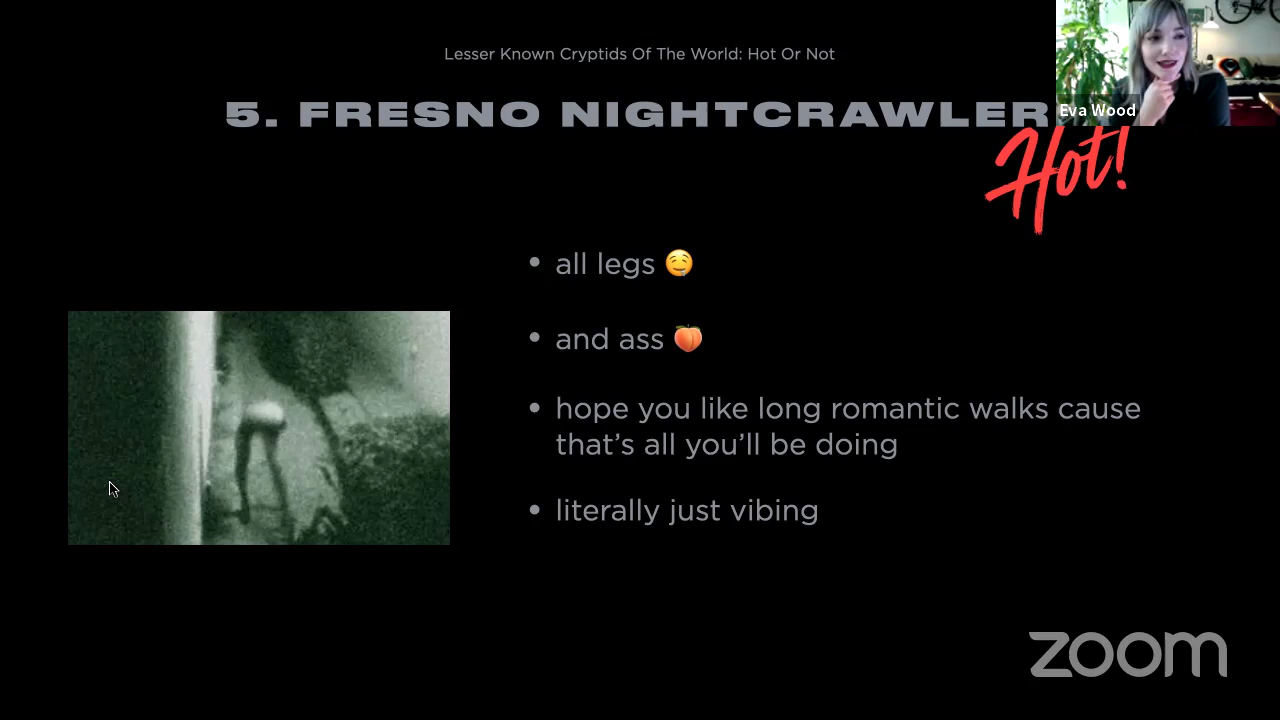 Lesser Known Cryptids Of The World: Hot Or Not
5. FRESNO NIGHTCRAWLER
Eva Wood
Hot!
• all legs 🤤
• and ass 🍑
• hope you like long romantic walks cause
that's all you'll be doing
• literally just vibing
zoom